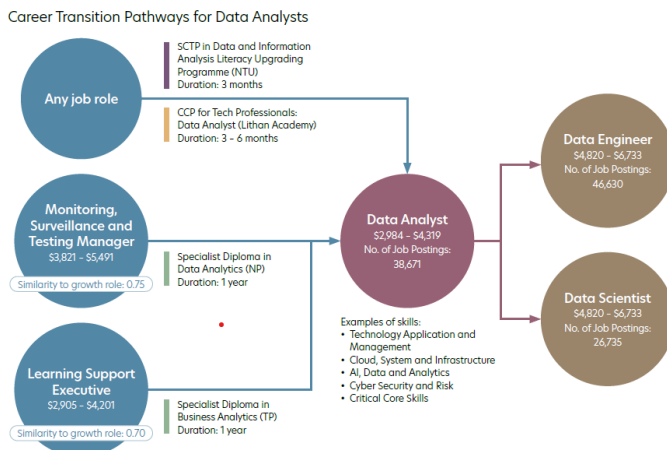 Career Transition Pathways for Data Analysts
SCTP in Data and Information
Analysis Literacy Upgrading
Programme (NTU)
Duration: 3 months
Any job role
CCP for Tech Professionals:
Data Analyst (Lithan Academy)
Duration: 3 – 6 months
Data Engineer
$4,820 – $6,733
No. of Job Postings:
46,630
Monitoring,
Surveillance and
Testing Manager
$3,821 – $5,491
Similarity to growth role: 0.75
Specialist Diploma in
Data Analytics (NP)
Duration: 1 year
Data Analyst
$2,984 – $4,319
No. of Job Postings:
38,671
Data Scientist
$4,820 – $6,733
No. of Job Postings:
26,735
Examples of skills:
• Technology Application and
Management
• Cloud, System and Infrastructure
• AI, Data and Analytics
• Cyber Security and Risk
• Critical Core Skills
Learning Support
Executive
$2,905 – $4,201
Similarity to growth role: 0.70
Specialist Diploma in
Business Analytics (TP)
Duration: 1 year